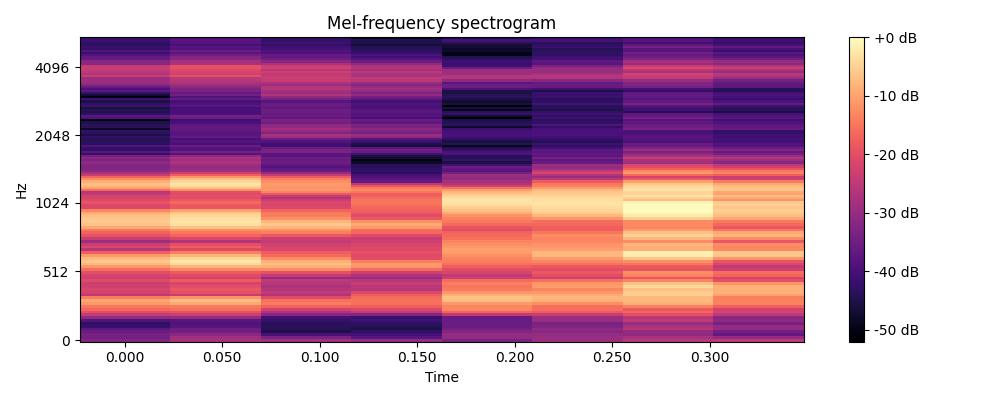 Mel-frequency spectrogram
+0 dB
4096
-10 dB
2048
-20 dB
Hz
1024
-30 dB
512
-40 dB
0
-50 dB
0.000 0.050 0.100 0.150 0.200 0.250 0.300
Time